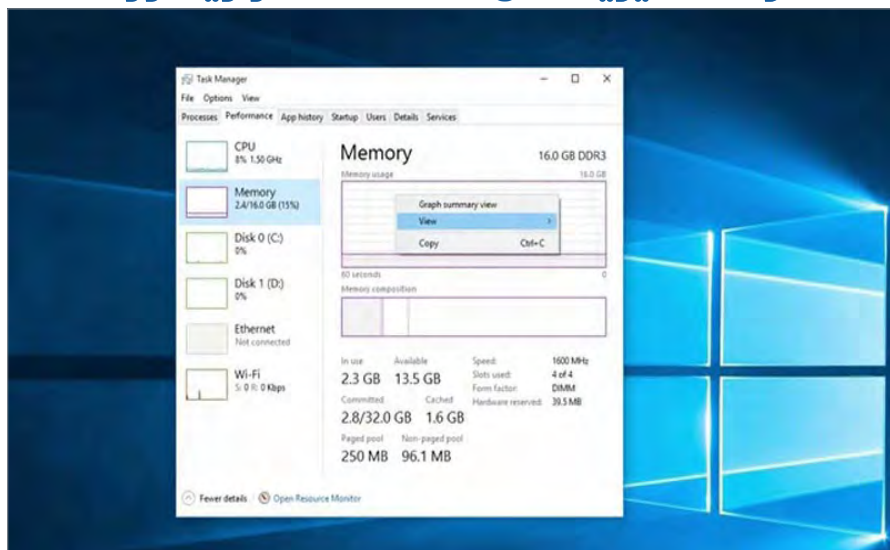 Task Manager
File Options View
Processes Performance App history Startup Users Details Services
CPU
8% 1.50 GHz
Memory
2.4/16.0 GB (15%)
Disk 0 (C:)
0%
Disk 1 (D:)
0%
Ethernet
Not connected
Wi-Fi
S: 0 R: 0 Kbps
Memory 16.0 GB DDR3
Memory usage 16.0 GB
Graph summary view
View
Copy Ctrl+C
60 seconds 0
Memory composition
In use Available Speed: 1600 MHz
2.3 GB 13.5 GB Slots used: 4 of 4
Form factor: DIMM
Committed Cached Hardware reserved: 39.5 MB
2.8/32.0 GB 1.6 GB
Paged pool Non-paged pool
250 MB 96.1 MB
Fewer details Open Resource Monitor